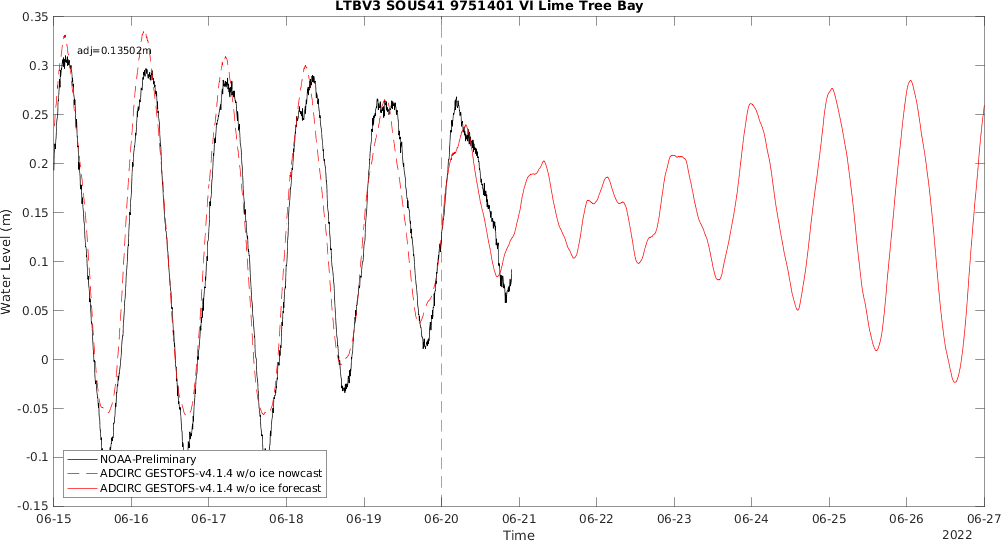 LTBV3 SOUS41 9751401 VI Lime Tree Bay
0.35
adj=0.13502m
0.3
0.25
0.2
0.15
0.1
0.05
0
-0.05
-0.1
-0.15
Water Level (m)
NOAA-Preliminary
ADCIRC GESTOFS-v4.1.4 w/o ice nowcast
ADCIRC GESTOFS-v4.1.4 w/o ice forecast
06-15 06-16 06-17 06-18 06-19 06-20 06-21 06-22 06-23 06-24 06-25 06-26 06-27
Time
2022